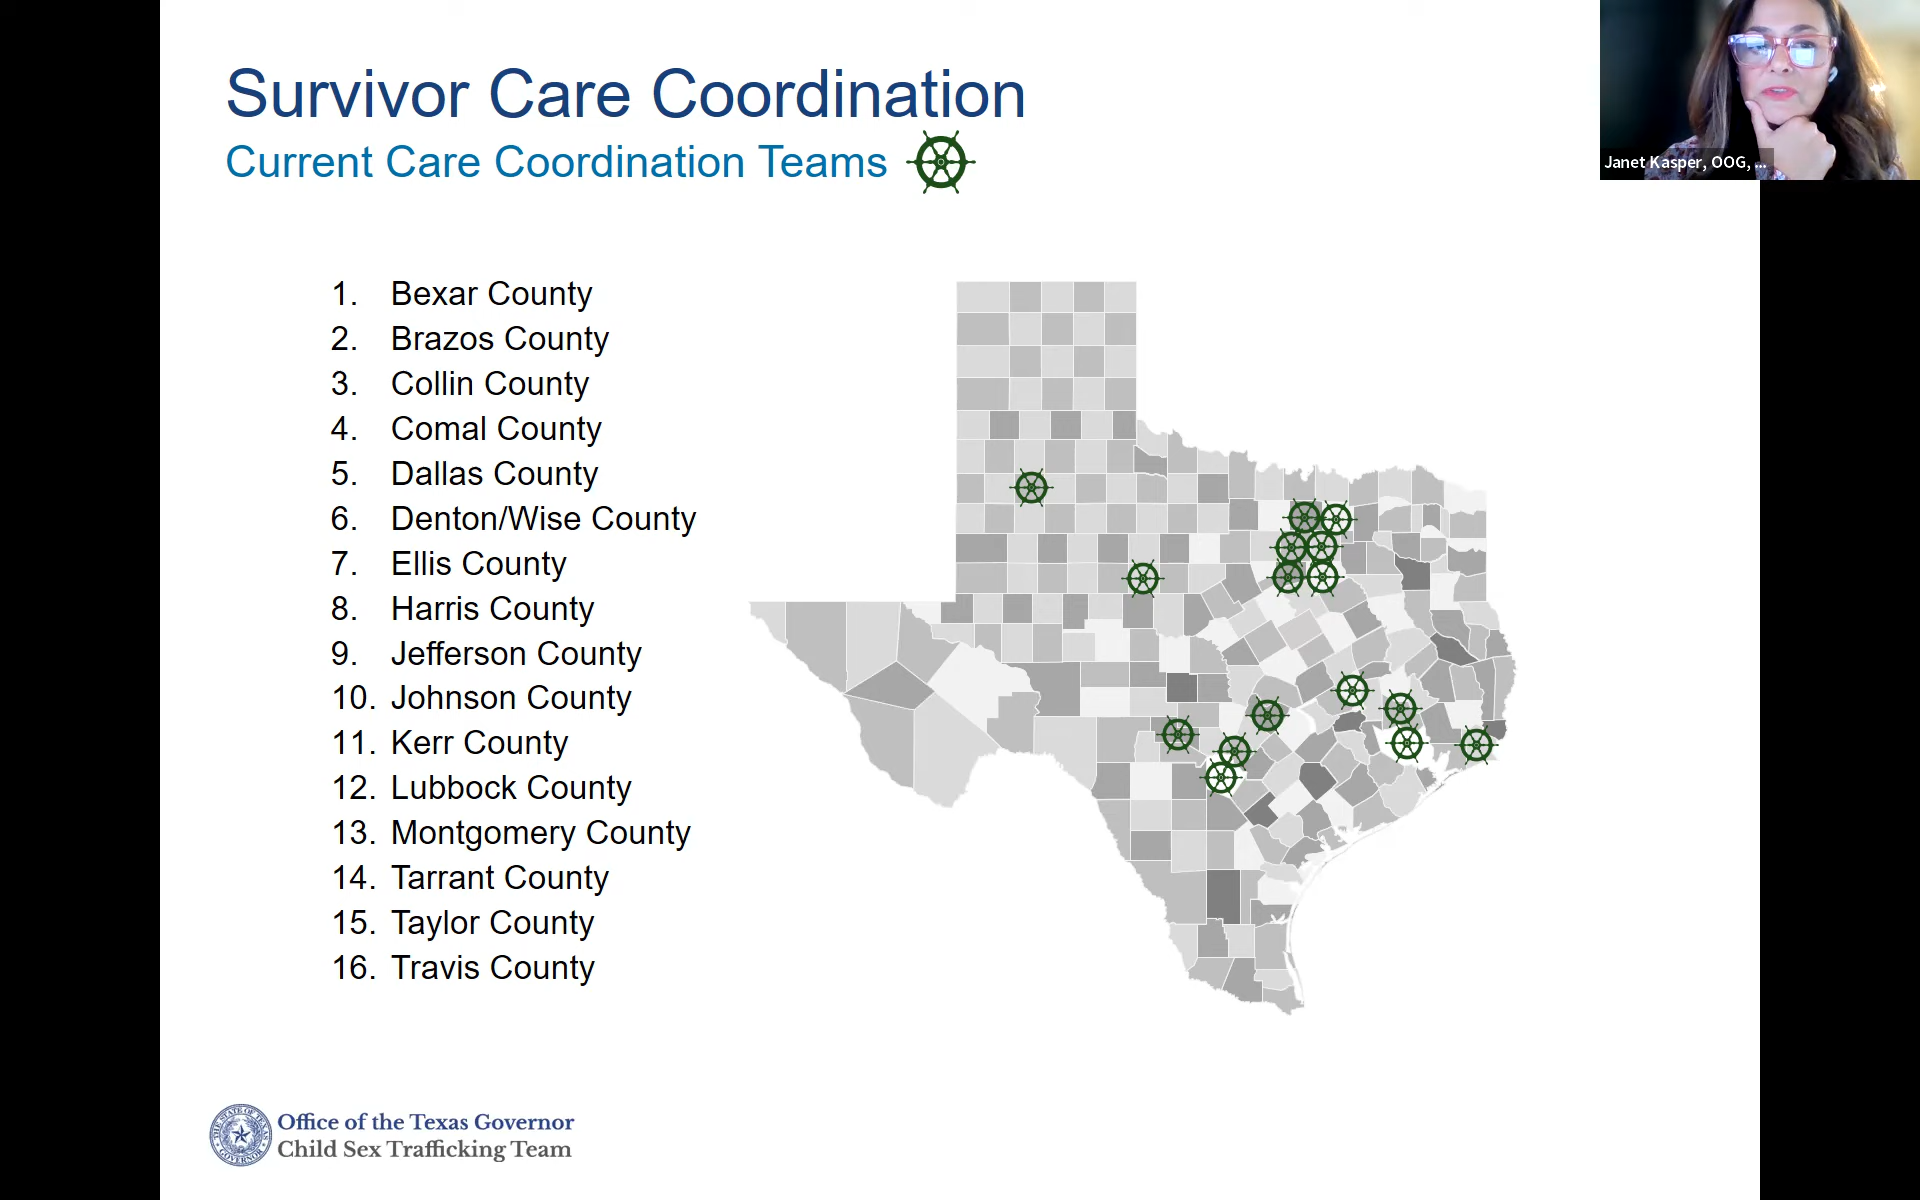 Survivor Care Coordination
Current Care Coordination Teams
Janet Kasper, OOG, ...
1. Bexar County
2. Brazos County
3. Collin County
4. Comal County
5. Dallas County
6. Denton/Wise County
7. Ellis County
8. Harris County
9. Jefferson County
10. Johnson County
11. Kerr County
12. Lubbock County
13. Montgomery County
14. Tarrant County
15. Taylor County
16. Travis County
Office of the Texas Governor
Child Sex Trafficking Team